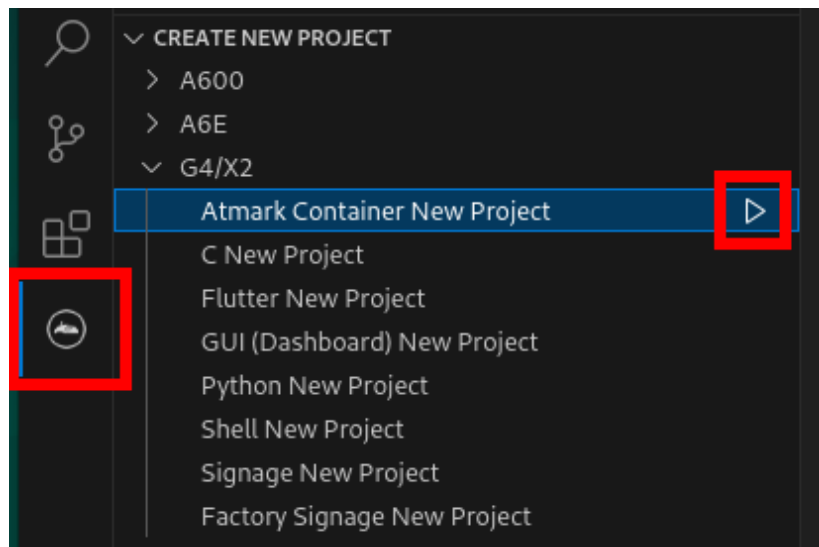 CREATE NEW PROJECT
A600
A6E
G4/X2
Atmark Container New Project
C New Project
Flutter New Project
GUI (Dashboard) New Project
Python New Project
Shell New Project
Signage New Project
Factory Signage New Project